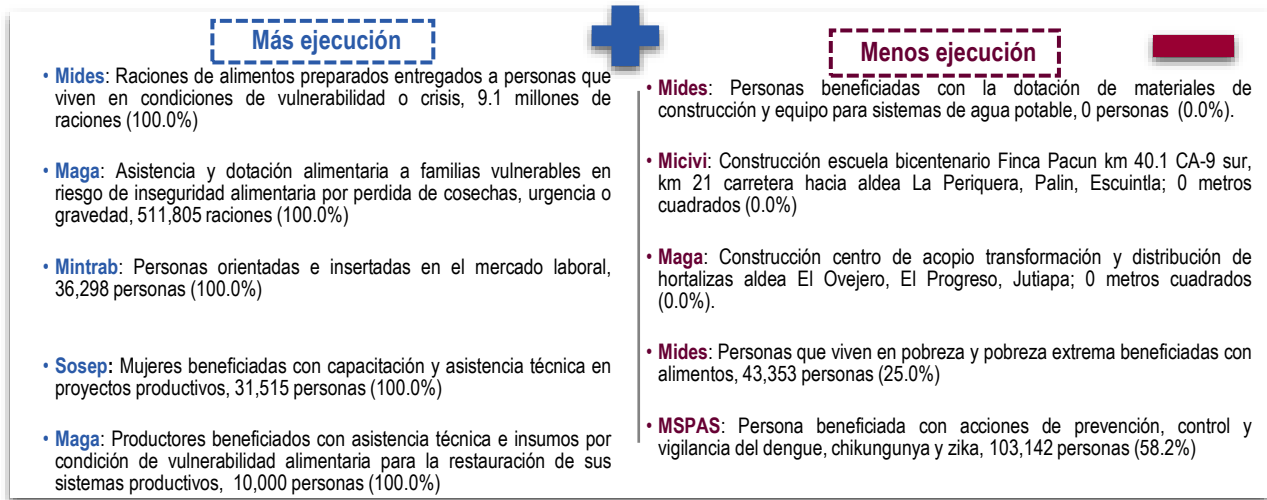 Más ejecución
• Mides: Raciones de alimentos preparados entregados a personas que
viven en condiciones de vulnerabilidad o crisis, 9.1 millones de
raciones (100.0%)
• Maga: Asistencia y dotación alimentaria a familias vulnerables en
riesgo de inseguridad alimentaria por perdida de cosechas, urgencia o
gravedad, 511,805 raciones (100.0%)
• Mintrab: Personas orientadas e insertadas en el mercado laboral,
36,298 personas (100.0%)
• Sosep: Mujeres beneficiadas con capacitación y asistencia técnica en
proyectos productivos, 31,515 personas (100.0%)
• Maga: Productores beneficiados con asistencia técnica e insumos por
condición de vulnerabilidad alimentaria para la restauración de sus
sistemas productivos, 10,000 personas (100.0%)
Menos ejecución
• Mides: Personas beneficiadas con la dotación de materiales de
construcción y equipo para sistemas de agua potable, 0 personas (0.0%).
• Micivi: Construcción escuela bicentenario Finca Pacun km 40.1 CA-9 sur,
km 21 carretera hacia aldea La Periquera, Palin, Escuintla; 0 metros
cuadrados (0.0%)
• Maga: Construcción centro de acopio transformación y distribución de
hortalizas aldea El Ovejero, El Progreso, Jutiapa; 0 metros cuadrados
(0.0%).
• Mides: Personas que viven en pobreza y pobreza extrema beneficiadas con
alimentos, 43,353 personas (25.0%)
• MSPAS: Persona beneficiada con acciones de prevención, control y
vigilancia del dengue, chikungunya y zika, 103,142 personas (58.2%)